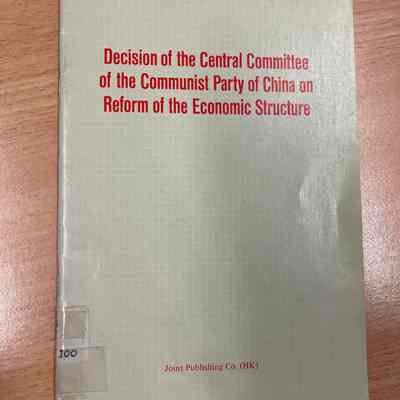 Decision of the Central Committee
of the Communist Party of China on
Reform of the Economic Structure
100
Joint Publishing Co. (HK)